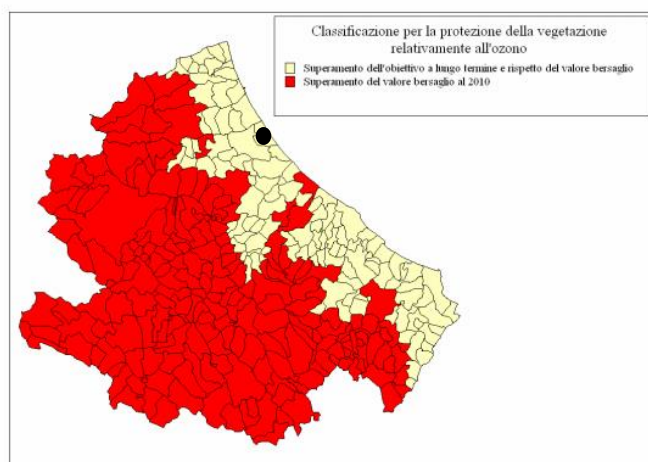 Classificazione per la protezione della vegetazione
relativamente all'ozono
Superamento dell'obiettivo a lungo termine e rispetto del valore bersaglio
Superamento del valore bersaglio al 2010